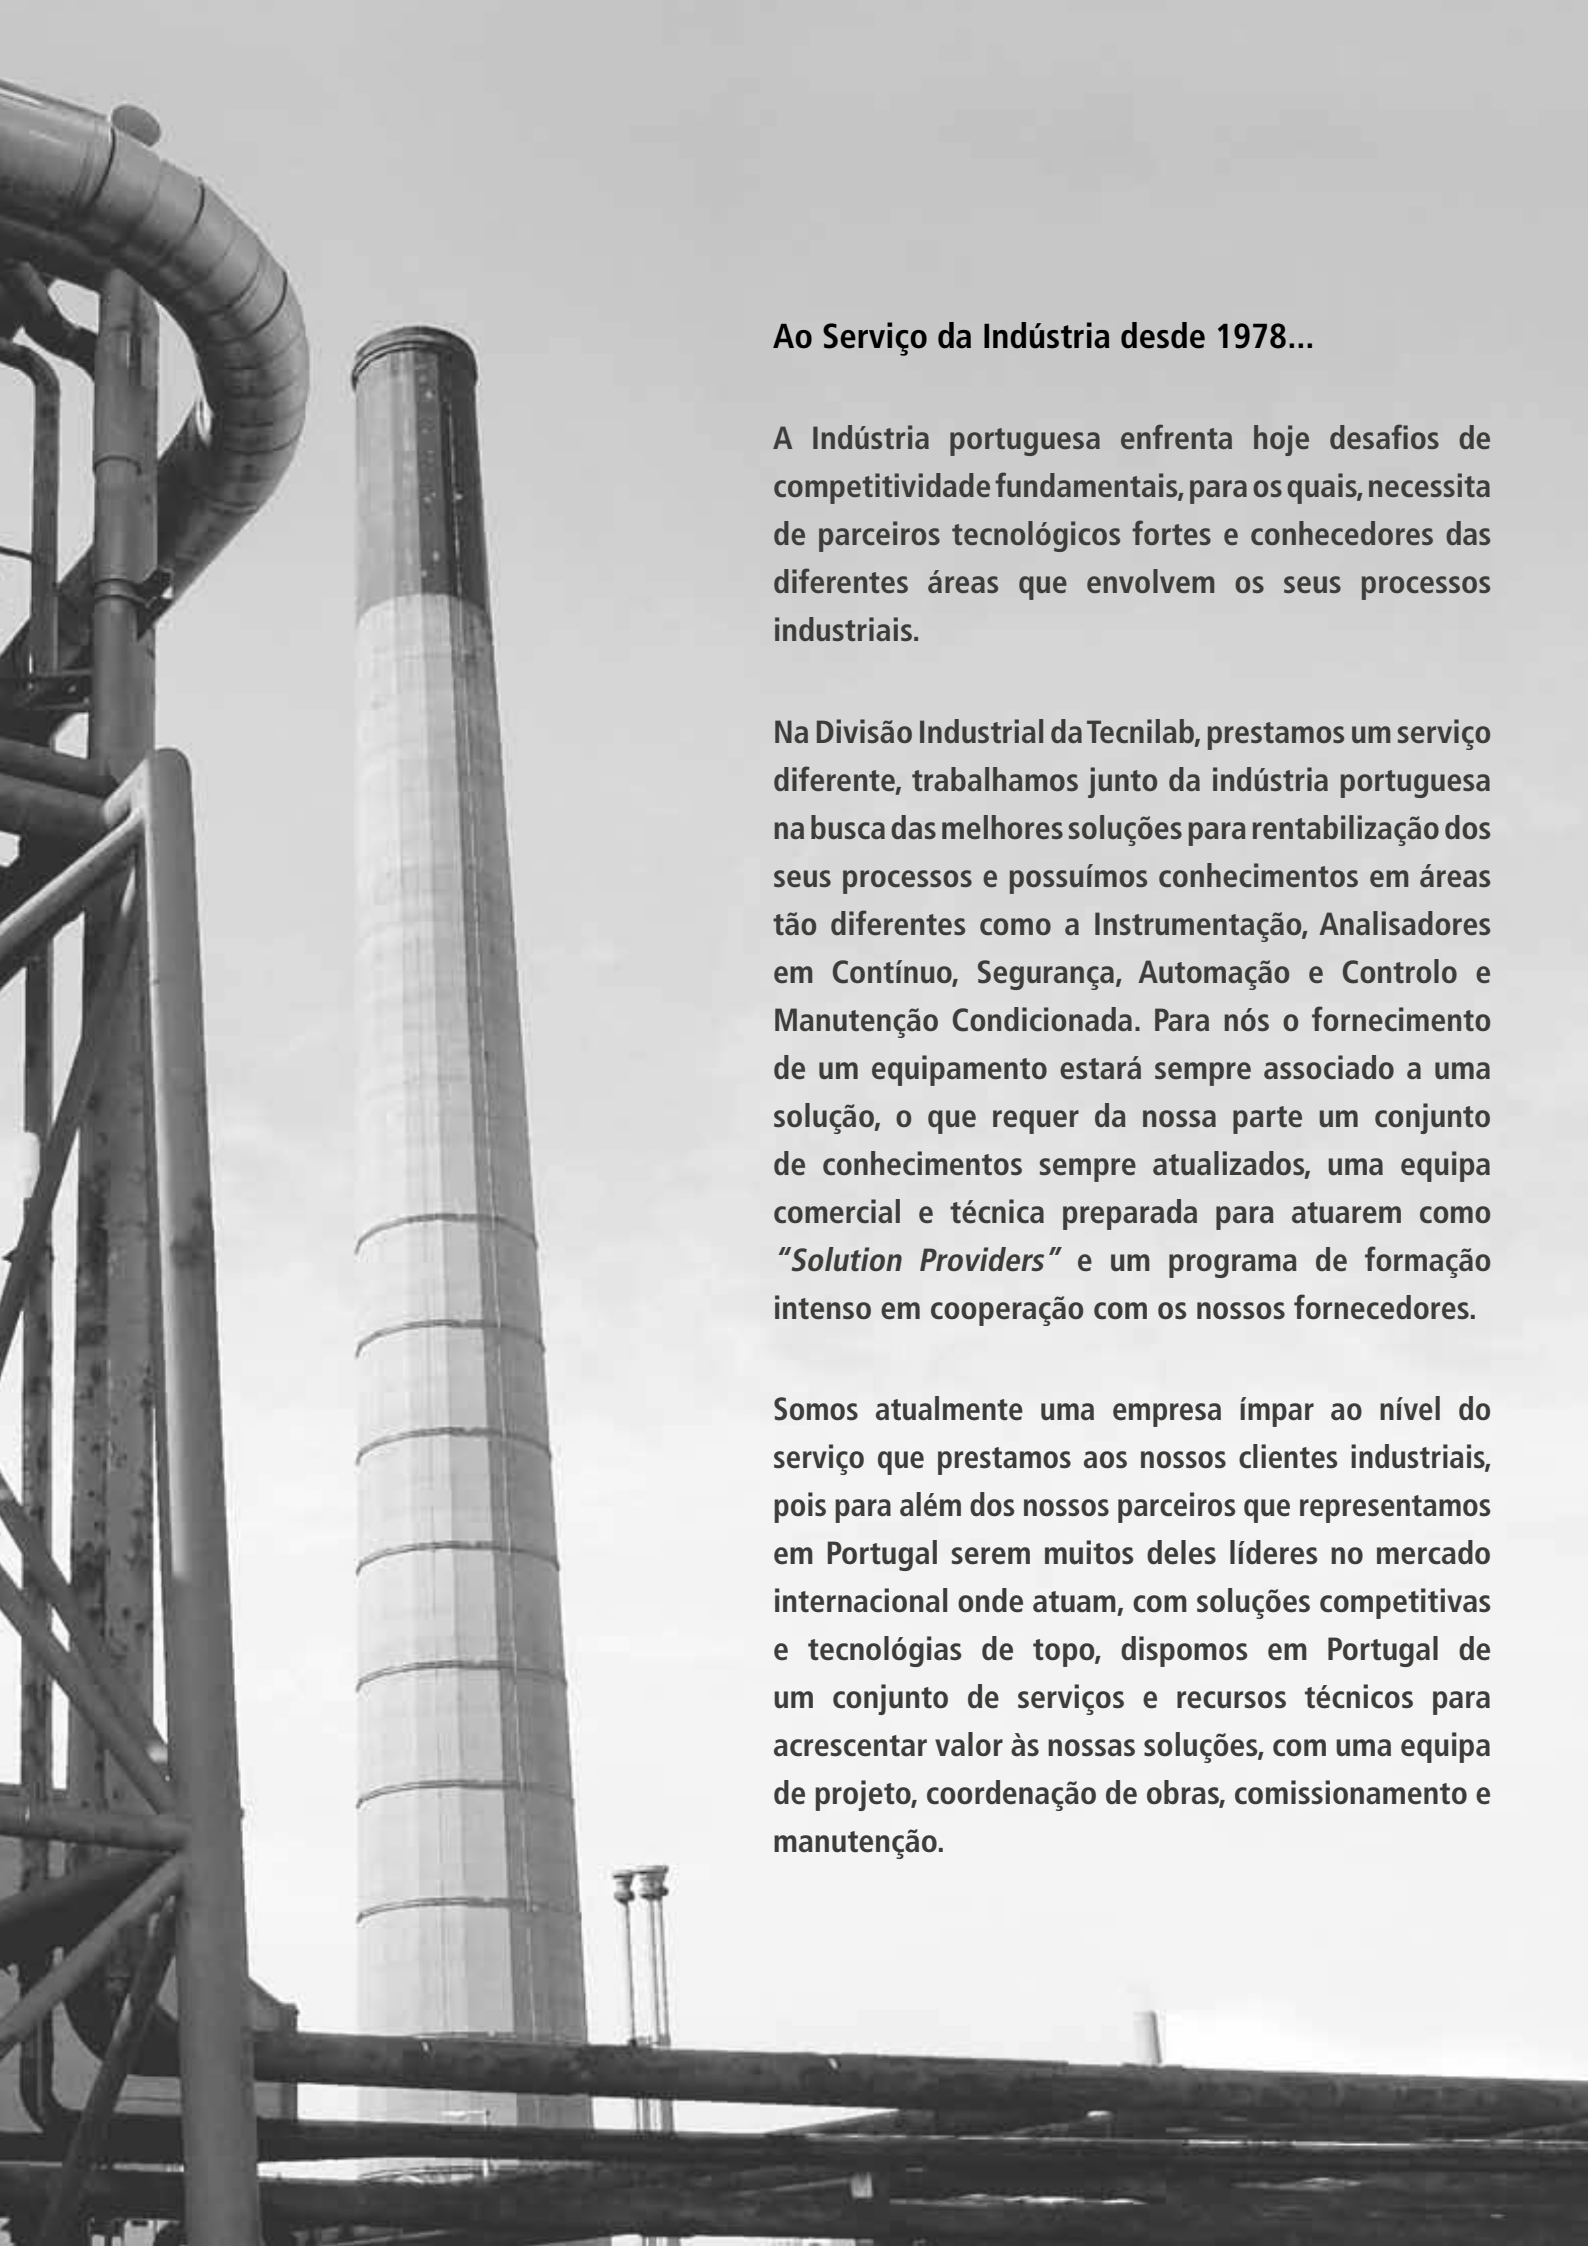 Ao Serviço da Indústria desde 1978...
A Indústria portuguesa enfrenta hoje desafios de
competitividade fundamentais, para os quais, necessita
de parceiros tecnológicos fortes e conhecedores das
diferentes áreas que envolvem os seus processos
industriais.
Na Divisão Industrial da Tecnilab, prestamos um serviço
diferente, trabalhamos junto da indústria portuguesa
na busca das melhores soluções para rentabilização dos
seus processos e possuímos conhecimentos em áreas
tão diferentes como a Instrumentação, Analisadores
em Contínuo, Segurança, Automação e Controlo e
Manutenção Condicionada. Para nós o fornecimento
de um equipamento estará sempre associado a uma
solução, o que requer da nossa parte um conjunto
de conhecimentos sempre atualizados, uma equipa
comercial e técnica preparada para atuarem como
“Solution Providers” e um programa de formação
intenso em cooperação com os nossos fornecedores.
Somos atualmente uma empresa ímpar ao nível do
serviço que prestamos aos nossos clientes industriais,
pois para além dos nossos parceiros que representamos
em Portugal serem muitos deles líderes no mercado
internacional onde atuam, com soluções competitivas
e tecnológias de topo, dispomos em Portugal de
um conjunto de serviços e recursos técnicos para
acrescentar valor às nossas soluções, com uma equipa
de projeto, coordenação de obras, comissionamento e
manutenção.